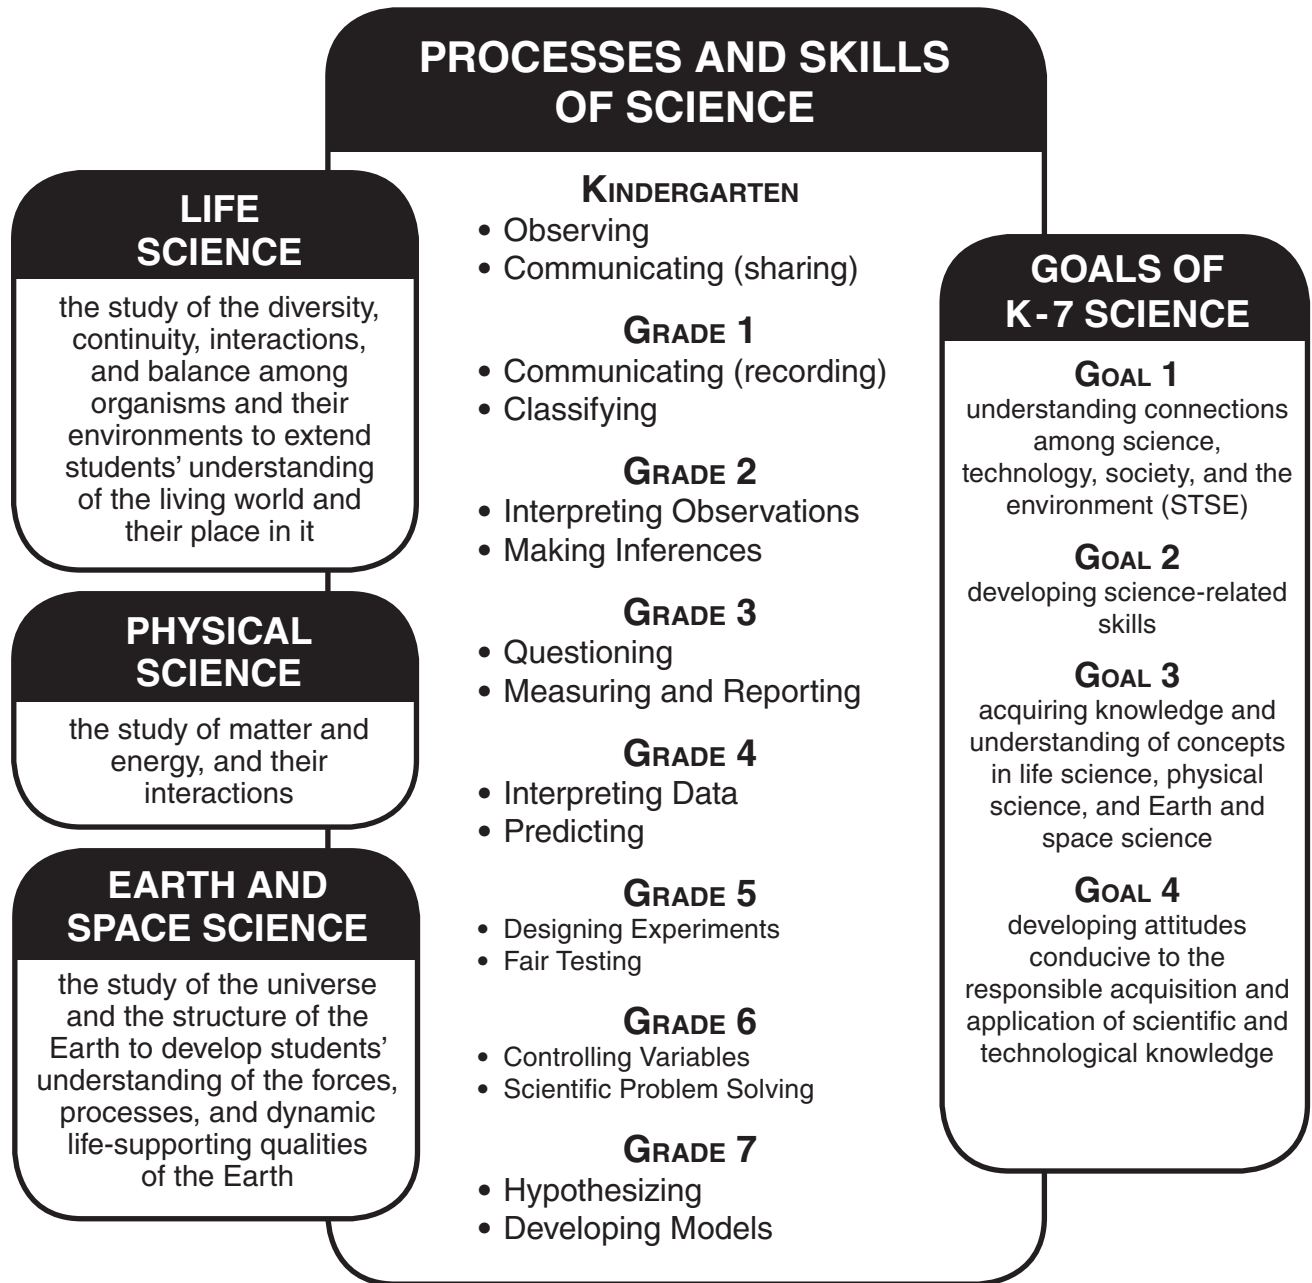 PROCESSES AND SKILLS
OF SCIENCE
LIFE
SCIENCE
the study of the diversity,
continuity, interactions,
and balance among
organisms and their
environments to extend
students’ understanding
of the living world and
their place in it
PHYSICAL
SCIENCE
the study of matter and
energy, and their
interactions
EARTH AND
SPACE SCIENCE
the study of the universe
and the structure of the
Earth to develop students’
understanding of the forces,
processes, and dynamic
life-supporting qualities
of the Earth
KINDERGARTEN
• Observing
• Communicating (sharing)
GRADE 1
• Communicating (recording)
• Classifying
GRADE 2
• Interpreting Observations
• Making Inferences
GRADE 3
• Questioning
• Measuring and Reporting
GRADE 4
• Interpreting Data
• Predicting
GRADE 5
• Designing Experiments
• Fair Testing
GRADE 6
• Controlling Variables
• Scientific Problem Solving
GRADE 7
• Hypothesizing
• Developing Models
GOALS OF
K-7 SCIENCE
GOAL 1
understanding connections
among science,
technology, society, and the
environment (STSE)
GOAL 2
developing science-related
skills
GOAL 3
acquiring knowledge and
understanding of concepts
in life science, physical
science, and Earth and
space science
GOAL 4
developing attitudes
conducive to the
responsible acquisition and
application of scientific and
technological knowledge